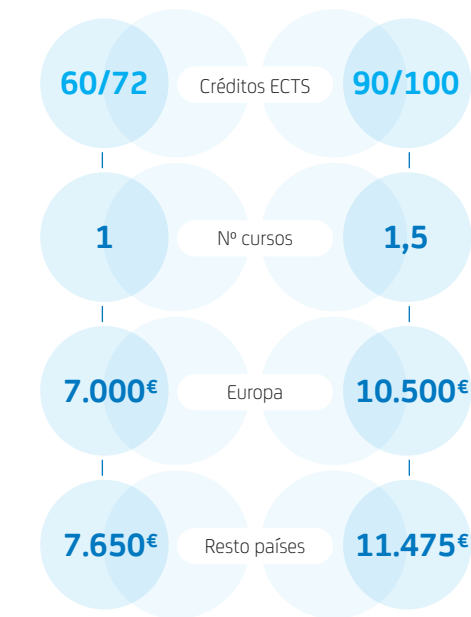 60/72 Créditos ECTS 90/100
1 Nº cursos 1,5
7.000€ Europa 10.500€
7.650€ Resto países 11.475€